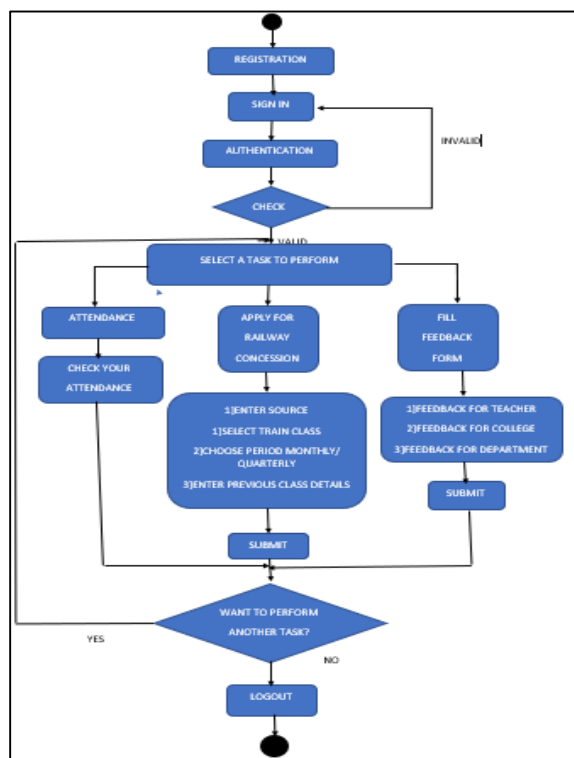 REGISTRATION
SIGN IN
AUTHENTICATION
INVALID
CHECK
VALID
SELECT A TASK TO PERFORM
ATTENDANCE
CHECK YOUR
ATTENDANCE
APPLY FOR
RAILWAY
CONCESSION
1]ENTER SOURCE
1]SELECT TRAIN CLASS
2]CHOOSE PERIOD MONTHLY/
QUARTERLY
3]ENTER PREVIOUS CLASS DETAILS
SUBMIT
FILL
FEEDBACK
FORM
1]FEEDBACK FOR TEACHER
2]FEEDBACK FOR COLLEGE
3]FEEDBACK FOR DEPARTMENT
SUBMIT
WANT TO PERFORM
ANOTHER TASK?
YES
NO
LOGOUT